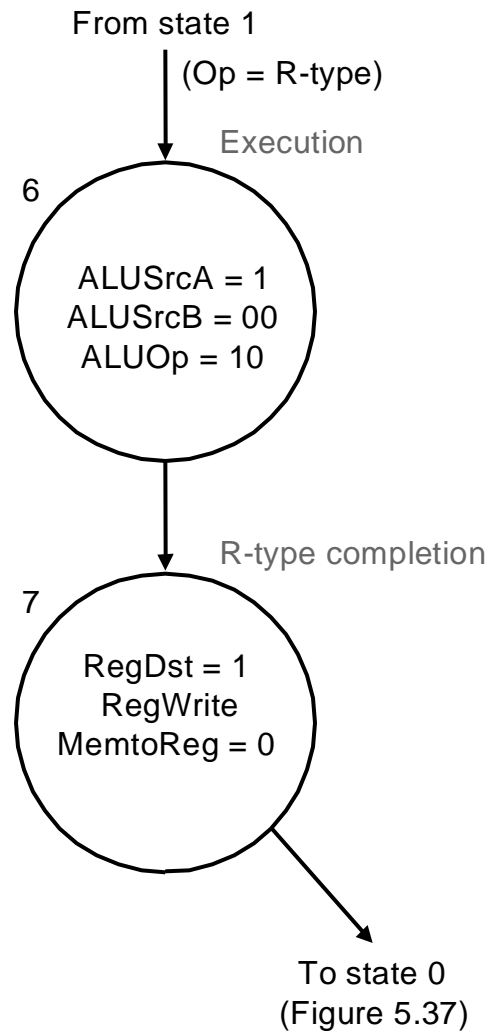 From state 1
(Op = R-type)
Execution
6
ALUSrcA = 1
ALUSrcB = 00
ALUOp = 10
R-type completion
7
RegDst = 1
RegWrite
MemtoReg = 0
To state 0
(Figure 5.37)